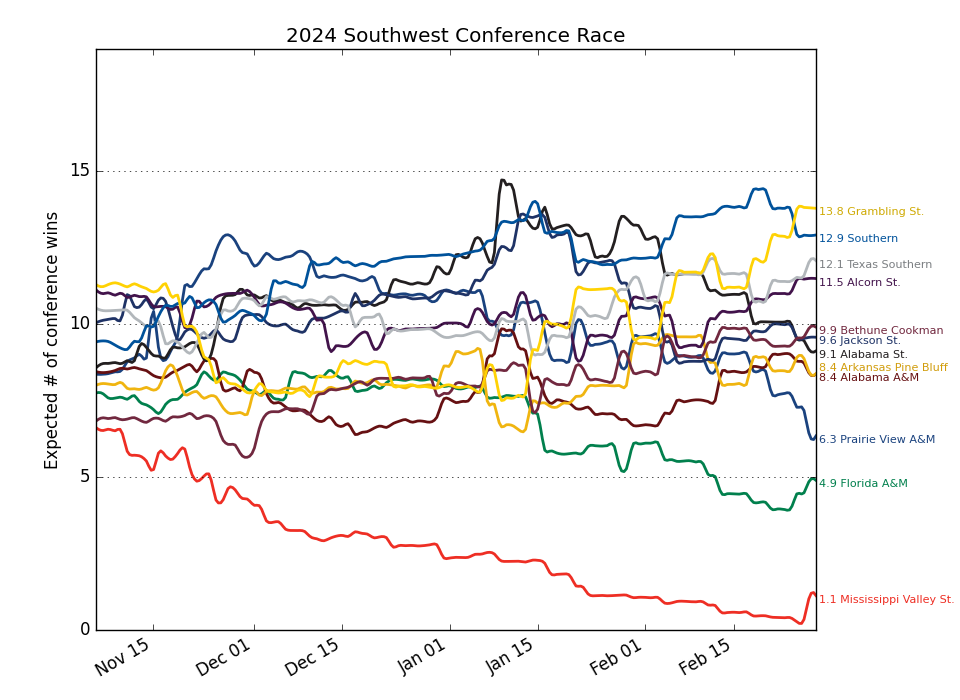 2024 Southwest Conference Race
Expected # of conference wins
15
10
5
0
Nov 15
Dec 01
Dec 15
Jan 01
Jan 15
Feb 01
Feb 15
13.8 Grambling St.
12.9 Southern
12.1 Texas Southern
11.5 Alcorn St.
9.9 Bethune Cookman
9.6 Jackson St.
9.1 Alabama St.
8.4 Arkansas Pine Bluff
8.4 Alabama A&M
6.3 Prairie View A&M
4.9 Florida A&M
1.1 Mississippi Valley St.